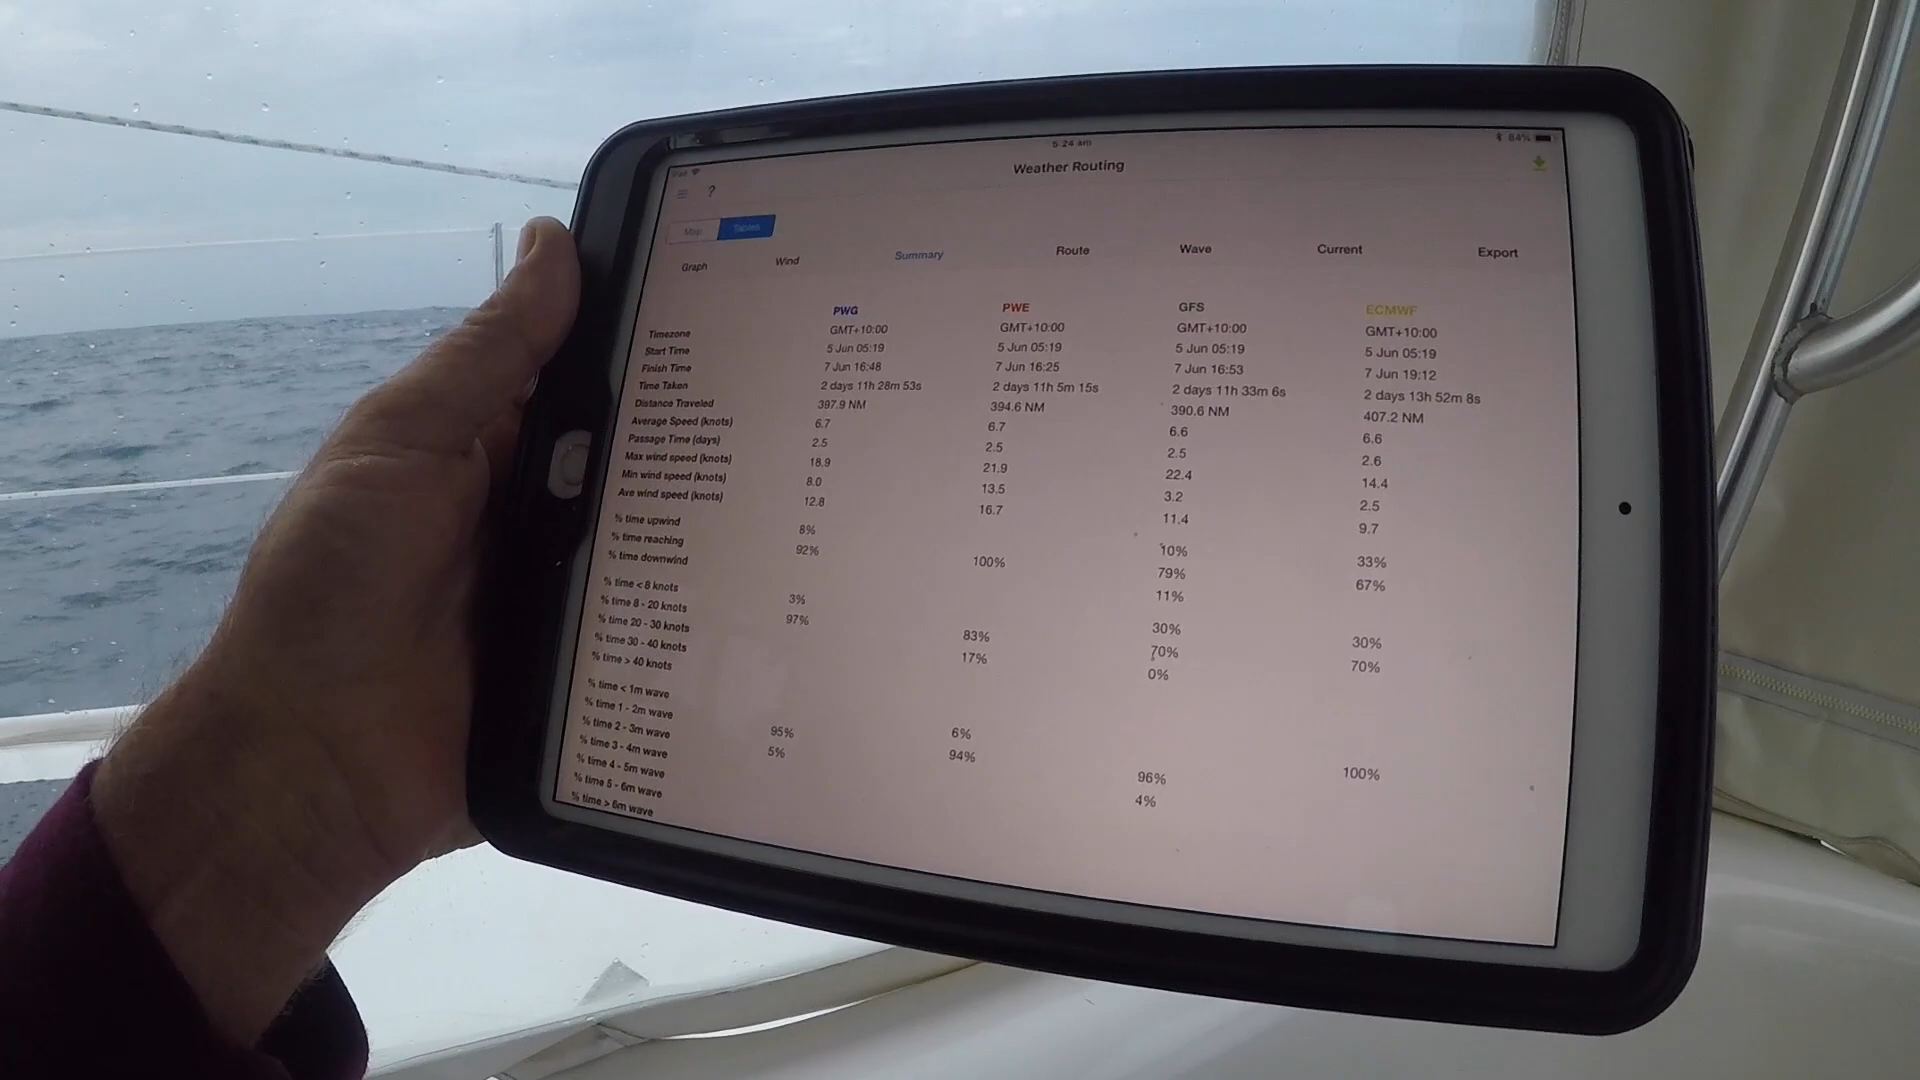 iPad 5:24 am 84%
Weather Routing
?
Map Tables
Graph Wind Summary Route Wave Current Export
PWG PWE GFS ECMWF
Timezone GMT+10:00 GMT+10:00 GMT+10:00 GMT+10:00
Start Time 5 Jun 05:19 5 Jun 05:19 5 Jun 05:19 5 Jun 05:19
Finish Time 7 Jun 16:48 7 Jun 16:25 7 Jun 16:53 7 Jun 19:12
Time Taken 2 days 11h 28m 53s 2 days 11h 5m 15s 2 days 11h 33m 6s 2 days 13h 52m 8s
Distance Traveled 397.9 NM 394.6 NM 390.6 NM 407.2 NM
Average Speed (knots) 6.7 6.7 6.6 6.6
Passage Time (days) 2.5 2.5 2.5 2.6
Max wind speed (knots) 18.9 21.9 22.4 14.4
Min wind speed (knots) 8.0 13.5 3.2 2.5
Ave wind speed (knots) 12.8 16.7 11.4 9.7
% time upwind 8% 10% 33%
% time reaching 92% 100% 79% 67%
% time downwind 11%
% time < 8 knots 3% 30% 30%
% time 8 - 20 knots 97% 83% 70% 70%
% time 20 - 30 knots 17% 0%
% time 30 - 40 knots
% time > 40 knots
% time < 1m wave
% time 1 - 2m wave 95% 6%
% time 2 - 3m wave 5% 94% 96% 100%
% time 3 - 4m wave 4%
% time 4 - 5m wave
% time 5 - 6m wave
% time > 6m wave